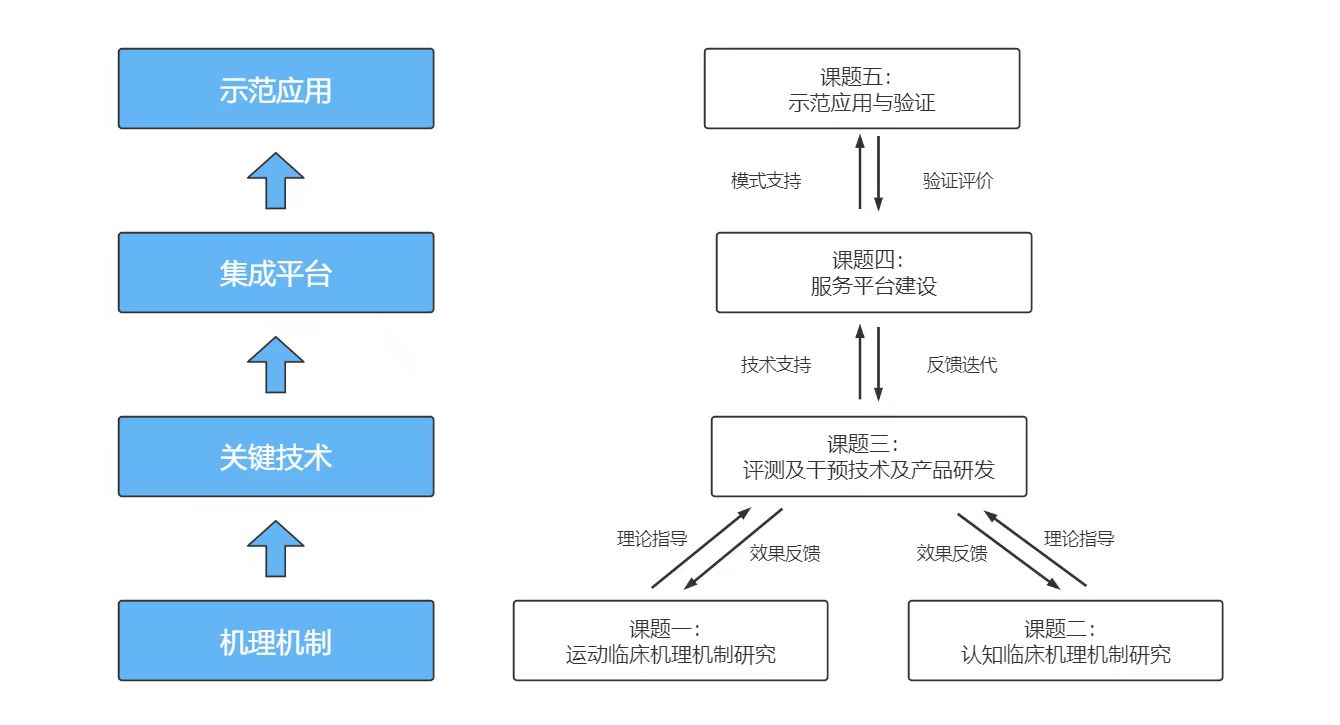 示范应用
课题五：
示范应用与验证
模式支持
验证评价
集成平台
课题四：
服务平台建设
技术支持
反馈迭代
关键技术
课题三：
评测及干预技术及产品研发
理论指导
效果反馈
效果反馈
理论指导
机理机制
课题一：
运动临床机理机制研究
课题二：
认知临床机理机制研究